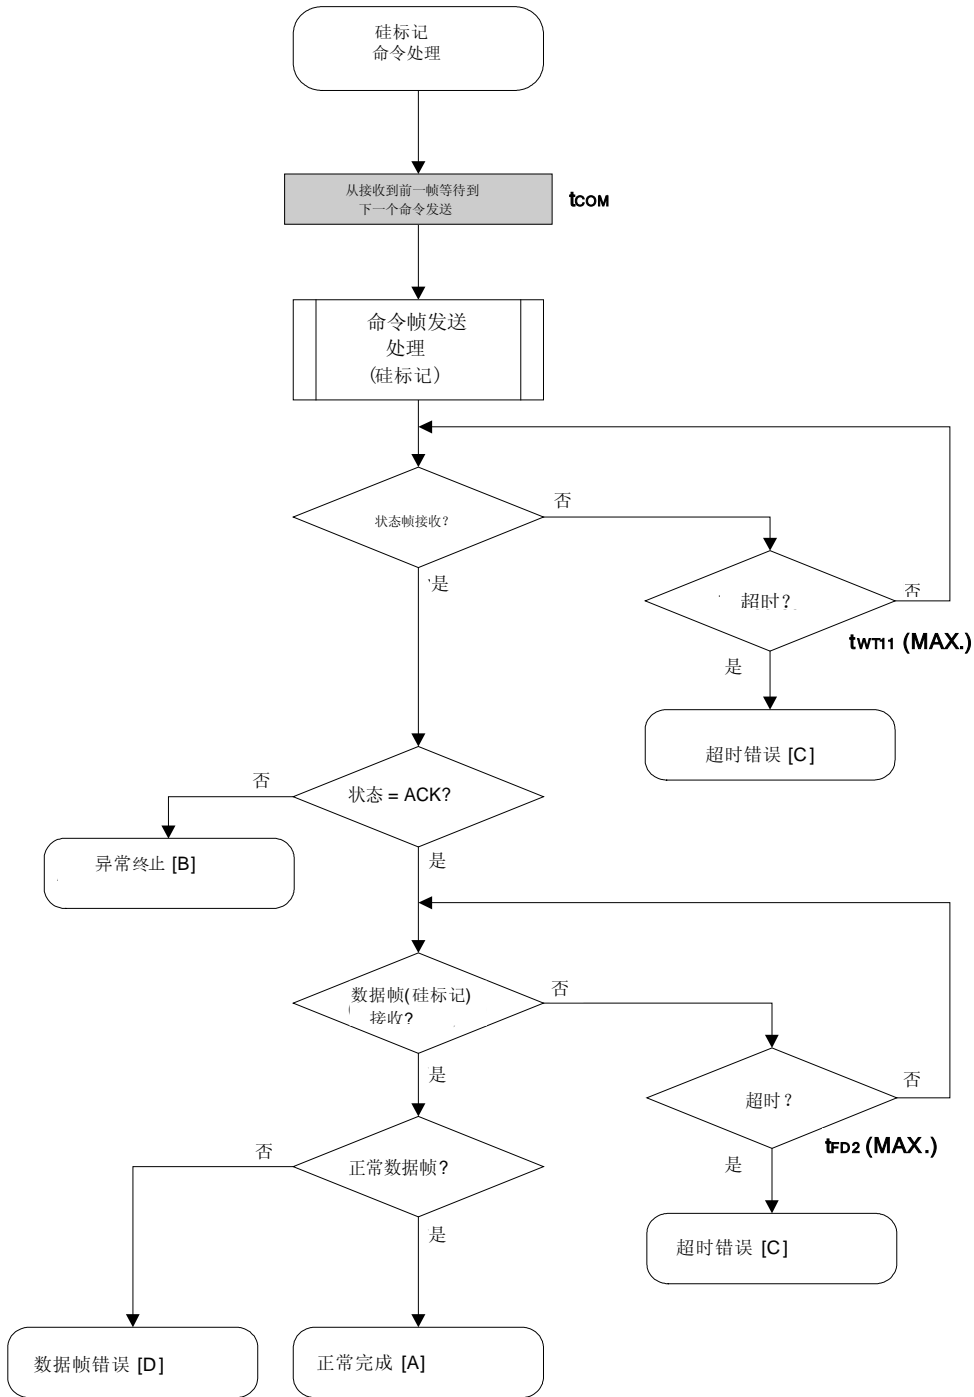 硅标记
命令处理
从接收到前一帧等待到
下一个命令发送
tCOM
命令帧发送
处理
(硅标记)
状态帧接收?
否
是
超时?
否
tWT11 (MAX.)
是
超时错误 [C]
状态 = ACK?
否
异常终止 [B]
是
数据帧(硅标记)
接收?
否
是
超时?
否
tFD2 (MAX.)
是
超时错误 [C]
正常数据帧?
否
是
数据帧错误 [D]
正常完成 [A]